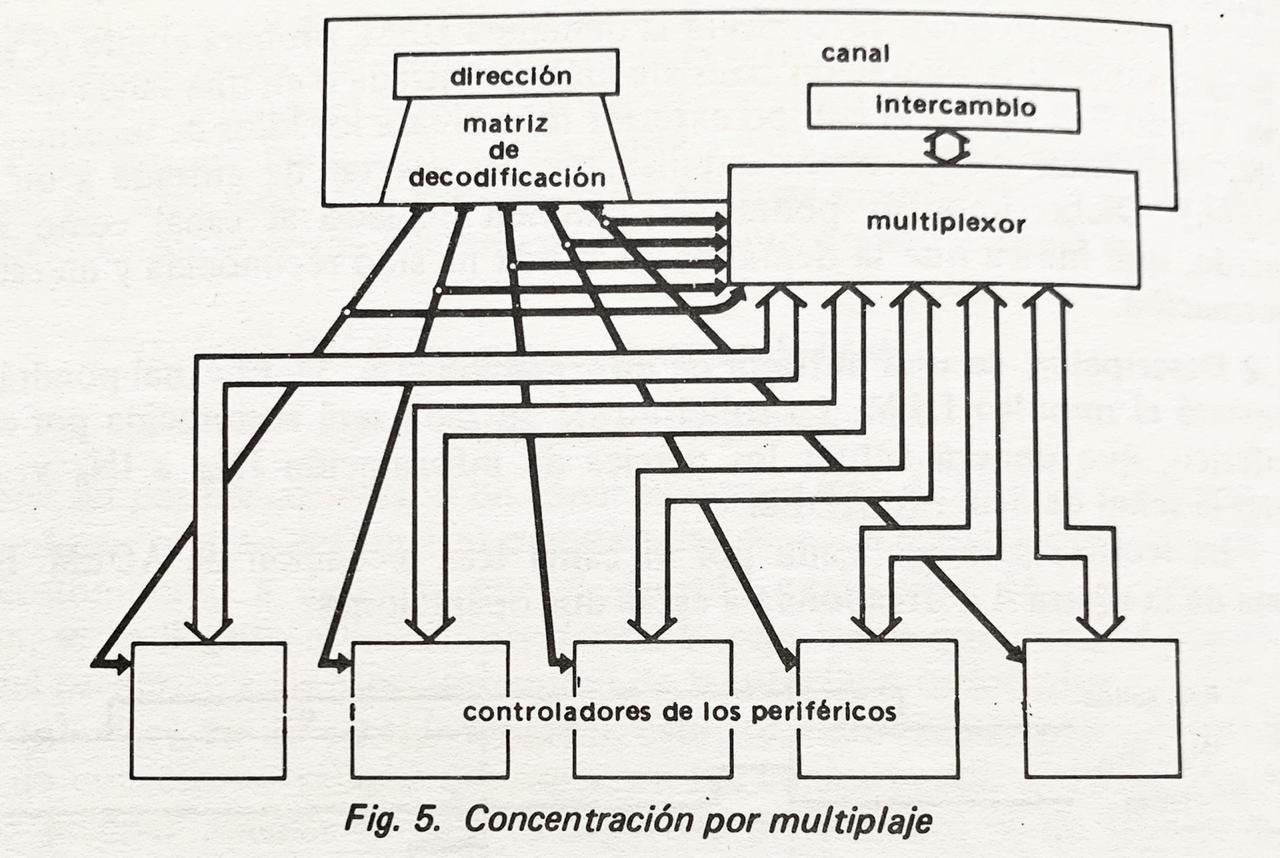 canal
dirección
intercambio
matriz
de
decodificación
multiplexor
controladores de los periféricos
Fig. 5. Concentración por multiplaje